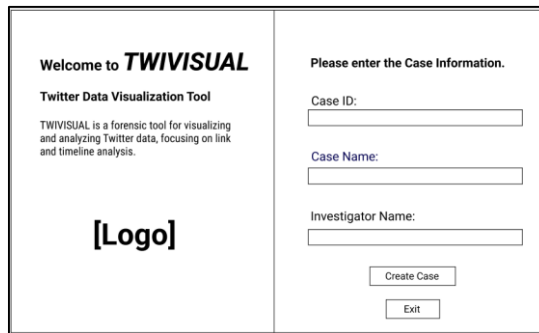 Welcome to TWIVISUAL
Twitter Data Visualization Tool
TWIVISUAL is a forensic tool for visualizing
and analyzing Twitter data, focusing on link
and timeline analysis.
[Logo]
Please enter the Case Information.
Case ID:
Case Name:
Investigator Name:
Create Case
Exit